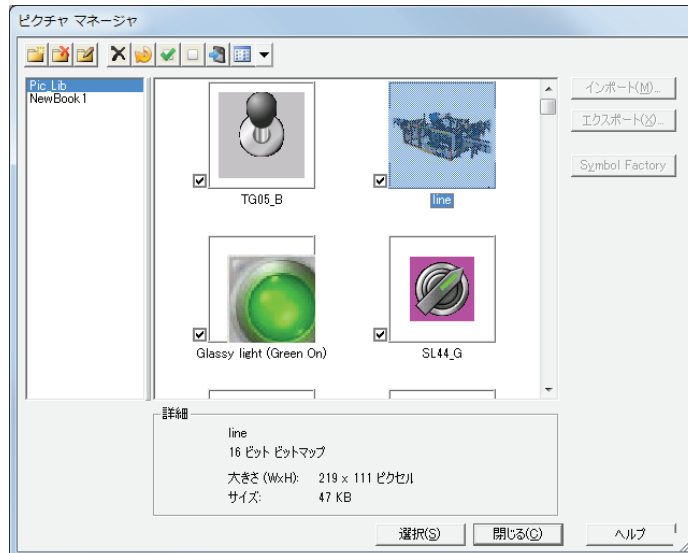 ピクチャ マネージャ
Pic Lib
NewBook1
TG05_B
line
Glassy light (Green On)
SL44_G
インポート(M)...
エクスポート(X)...
Symbol Factory
詳細
line
16 ビット ビットマップ
大きさ (WxH): 219 x 111 ピクセル
サイズ: 47 KB
選択(S)
閉じる(C)
ヘルプ